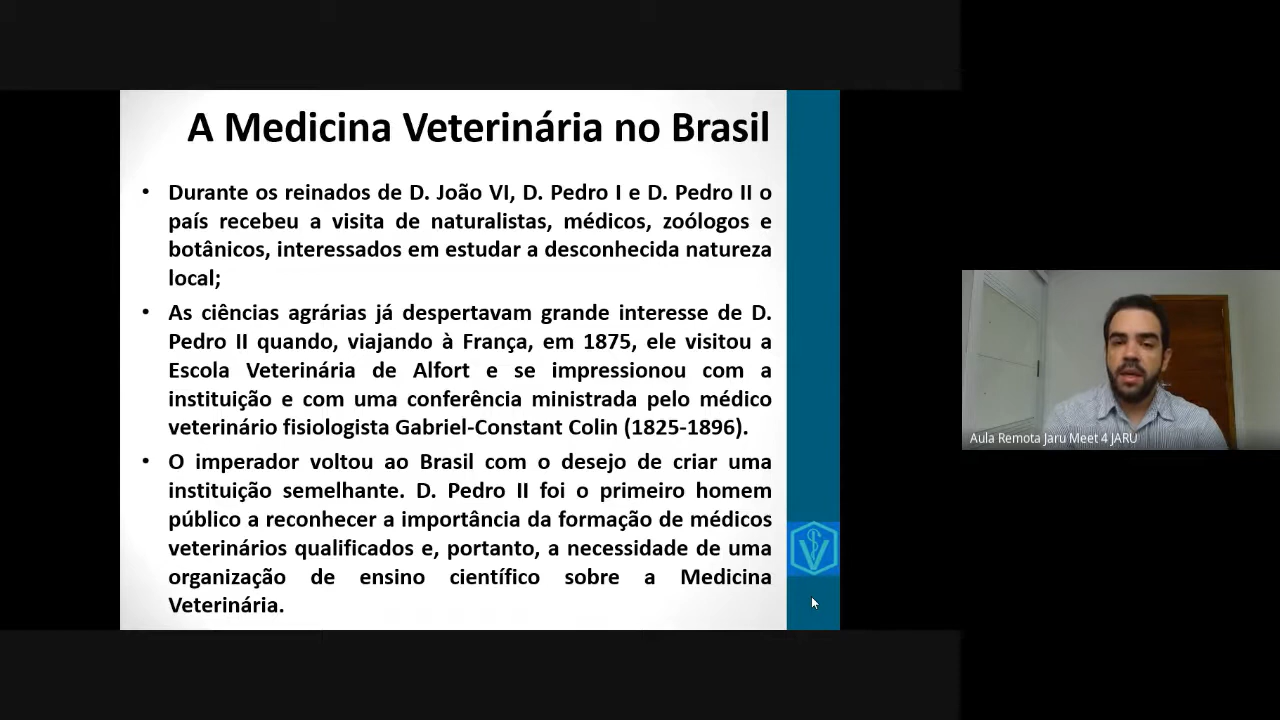 A Medicina Veterinária no Brasil
• Durante os reinados de D. João VI, D. Pedro I e D. Pedro II o
país recebeu a visita de naturalistas, médicos, zoólogos e
botânicos, interessados em estudar a desconhecida natureza
local;
• As ciências agrárias já despertavam grande interesse de D.
Pedro II quando, viajando à França, em 1875, ele visitou a
Escola Veterinária de Alfort e se impressionou com a
instituição e com uma conferência ministrada pelo médico
veterinário fisiologista Gabriel-Constant Colin (1825-1896).
• O imperador voltou ao Brasil com o desejo de criar uma
instituição semelhante. D. Pedro II foi o primeiro homem
público a reconhecer a importância da formação de médicos
veterinários qualificados e, portanto, a necessidade de uma
organização de ensino científico sobre a Medicina
Veterinária.
Aula Remota Jaru Meet 4 JARU